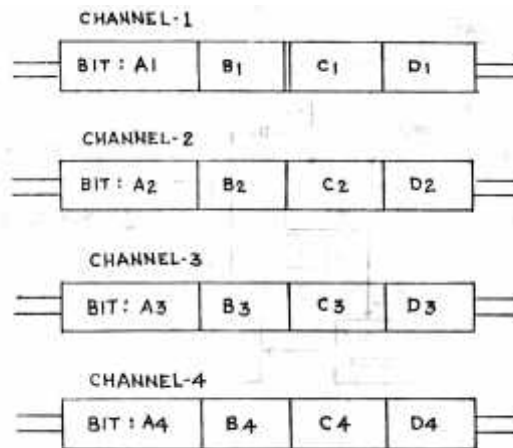 CHANNEL-1
BIT: A1 B1 C1 D1
CHANNEL-2
BIT: A2 B2 C2 D2
CHANNEL-3
BIT: A3 B3 C3 D3
CHANNEL-4
BIT: A4 B4 C4 D4